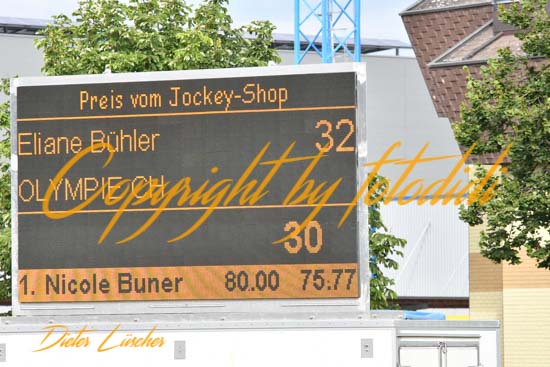 Preis vom Jockey-Shop
Eliane Bühler 32
OLYMPIE CH
Copyright by fotodidi
30
1. Nicole Buner 80.00 75.77
Dieter Lüscher